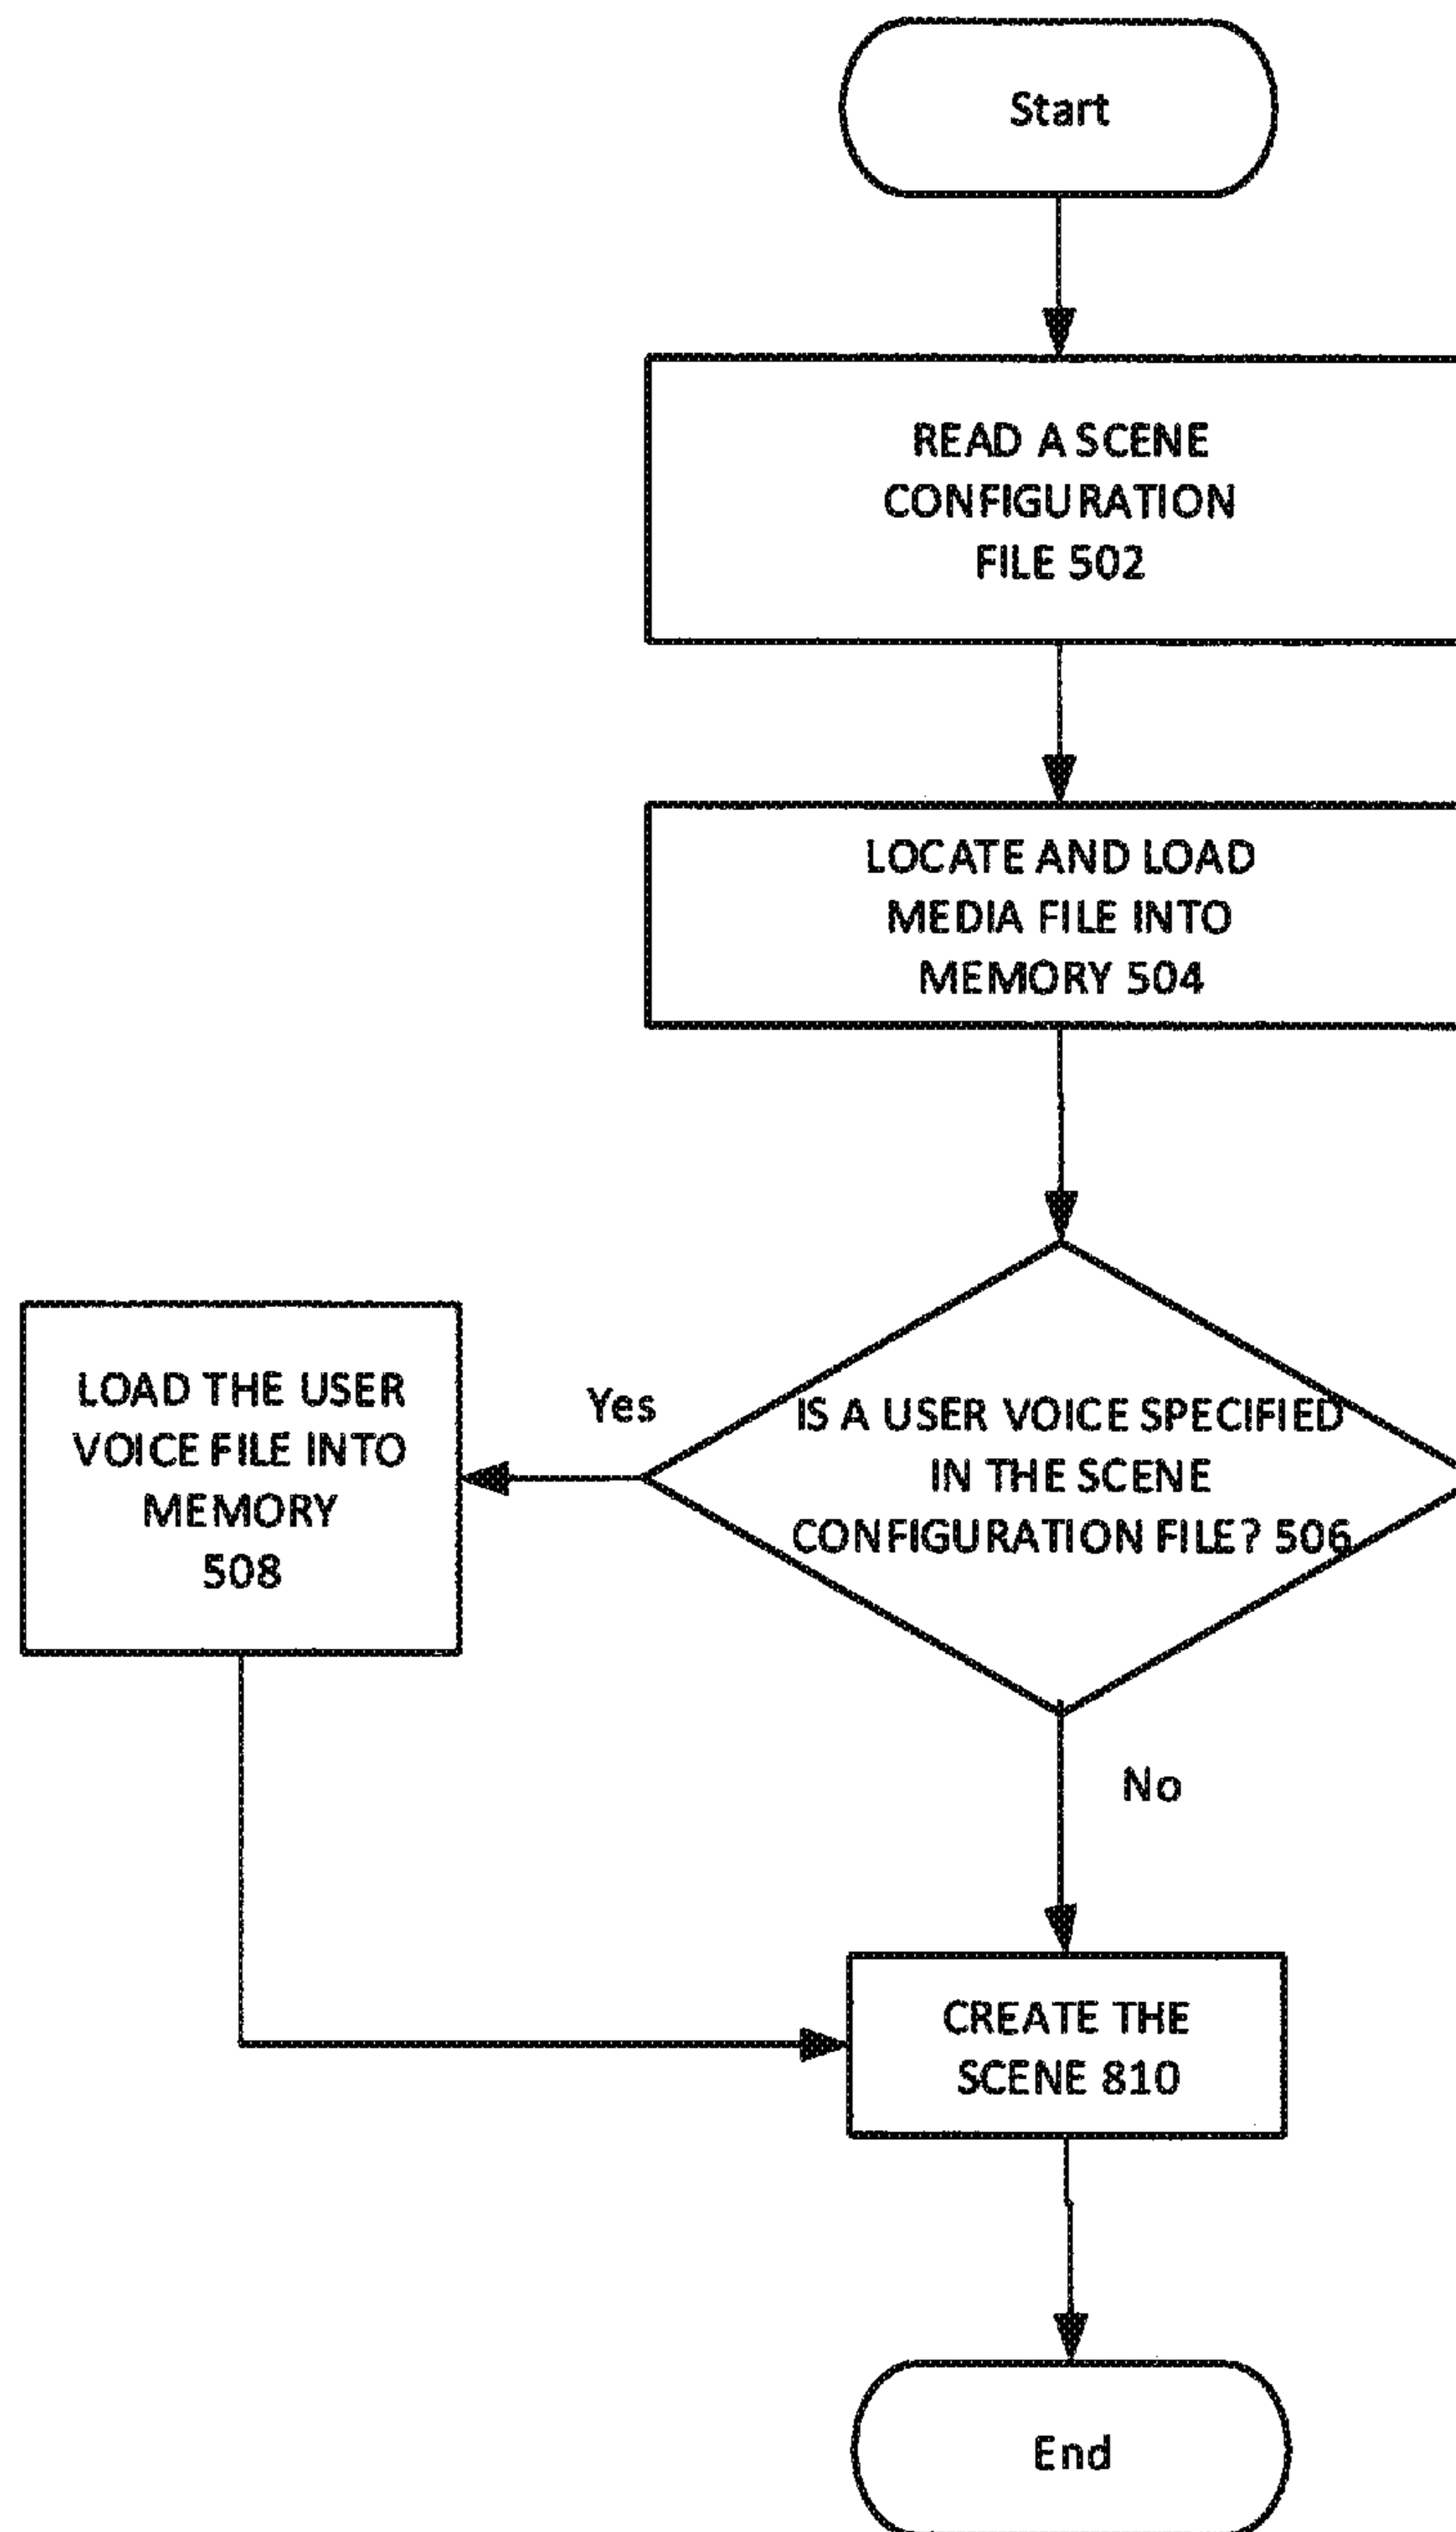 Start
READ A SCENE
CONFIGURATION
FILE 502
LOCATE AND LOAD
MEDIA FILE INTO
MEMORY 504
IS A USER VOICE SPECIFIED
IN THE SCENE
CONFIGURATION FILE? 506
Yes
LOAD THE USER
VOICE FILE INTO
MEMORY
508
No
CREATE THE
SCENE 810
End